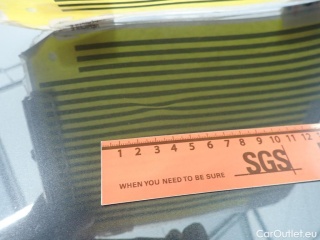 1 2 3 4 5 6 7 8 9 10 11 12
WHEN YOU NEED TO BE SURE SGS
CarOutlet.eu